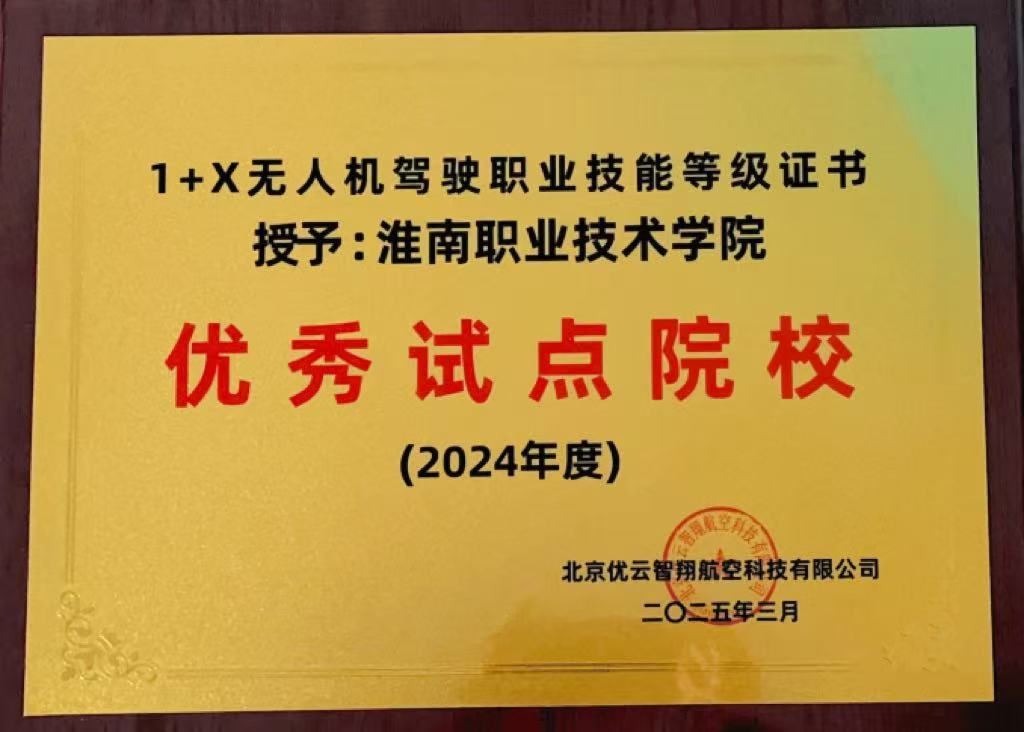 1+X无人机驾驶职业技能等级证书
授予:淮南职业技术学院
优秀试点院校
(2024年度)
北京优云智翔航空科技有限公司
二〇二五年三月